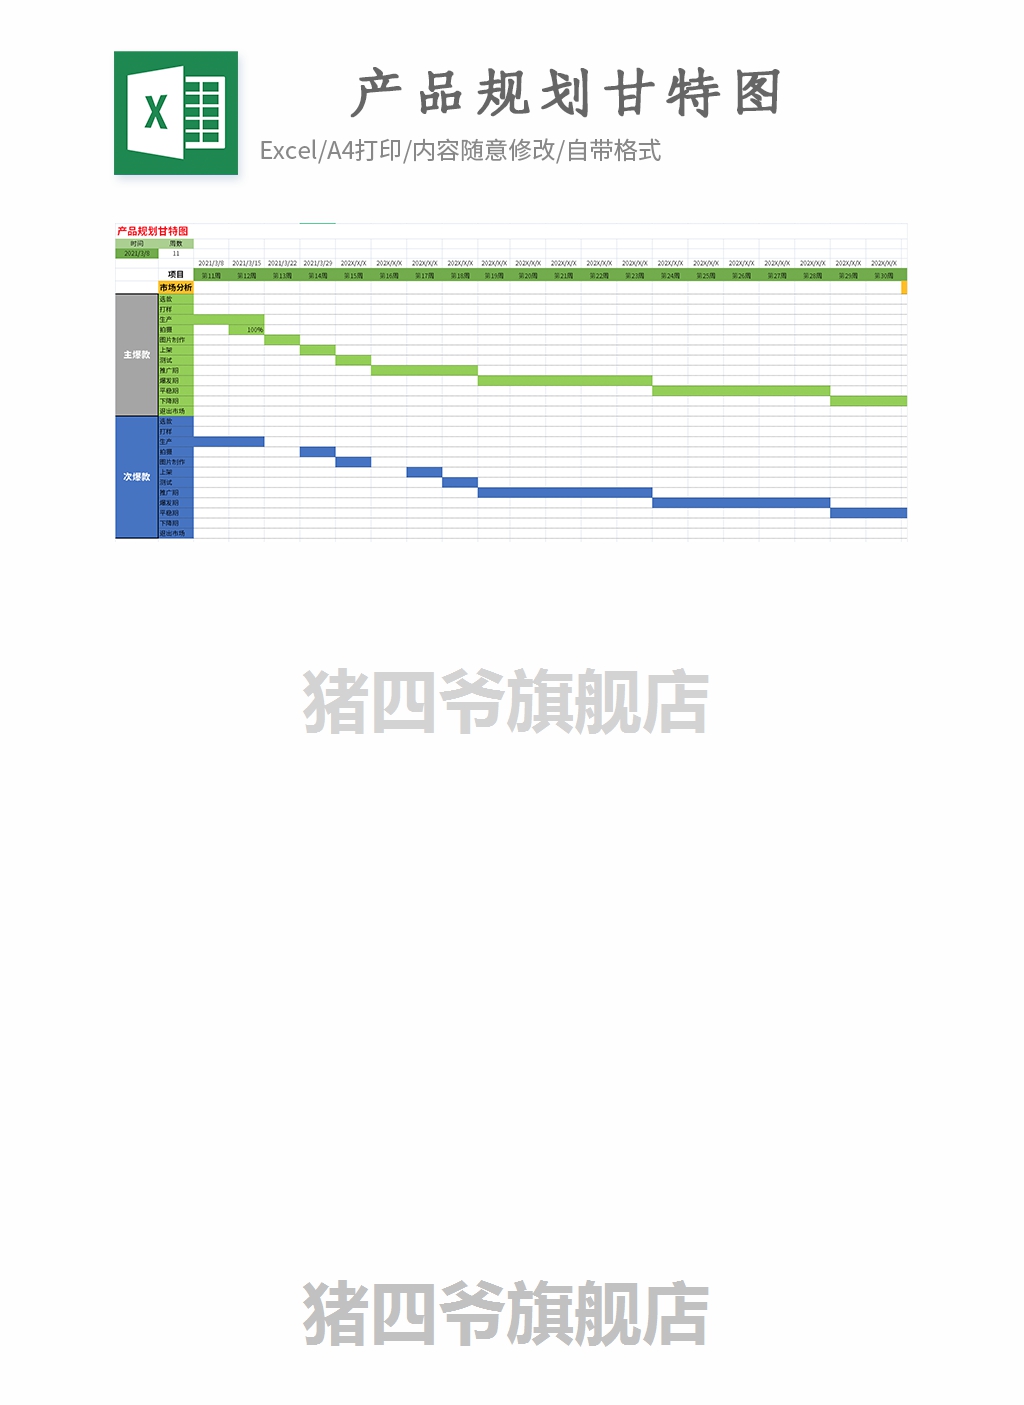 X
产品规划甘特图
Excel/A4打印/内容随意修改/自带格式
产品规划甘特图
时间 周数
2021/3/8 11
2021/3/8 2021/3/15 2021/3/22 2021/3/29 202X/X/X 202X/X/X 202X/X/X 202X/X/X 202X/X/X 202X/X/X 202X/X/X 202X/X/X 202X/X/X 202X/X/X 202X/X/X 202X/X/X 202X/X/X 202X/X/X 202X/X/X 202X/X/X
项目 第11周 第12周 第13周 第14周 第15周 第16周 第17周 第18周 第19周 第20周 第21周 第22周 第23周 第24周 第25周 第26周 第27周 第28周 第29周 第30周
市场分析
主爆款
选款
打样
生产
拍摄 100%
图片制作
上架
测试
推广期
爆发期
平稳期
下降期
退出市场
次爆款
选款
打样
生产
拍摄
图片制作
上架
测试
推广期
爆发期
平稳期
下降期
退出市场
猪四爷旗舰店
猪四爷旗舰店